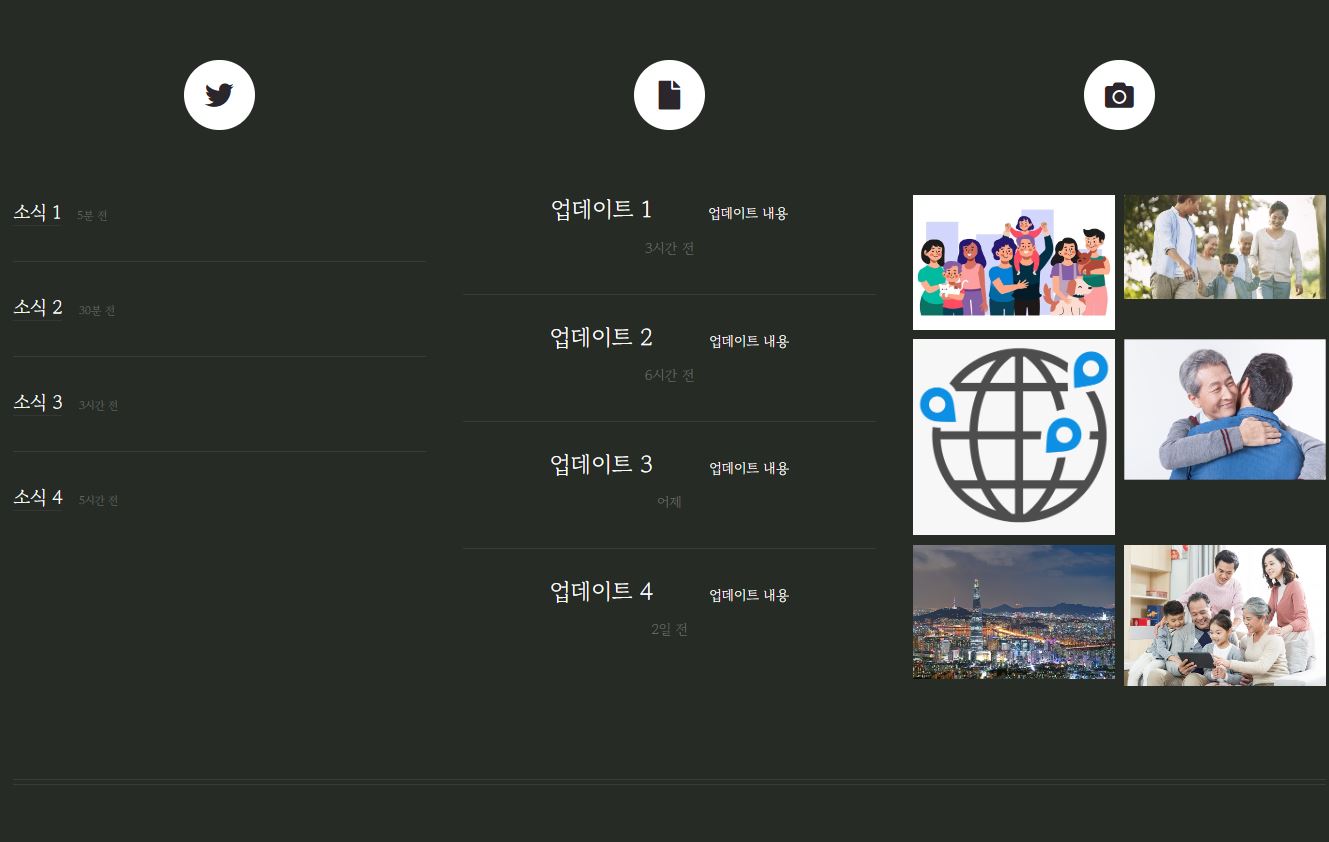 소식 1 5분 전
소식 2 30분 전
소식 3 3시간 전
소식 4 5시간 전
업데이트 1 업데이트 내용
3시간 전
업데이트 2 업데이트 내용
6시간 전
업데이트 3 업데이트 내용
어제
업데이트 4 업데이트 내용
2일 전